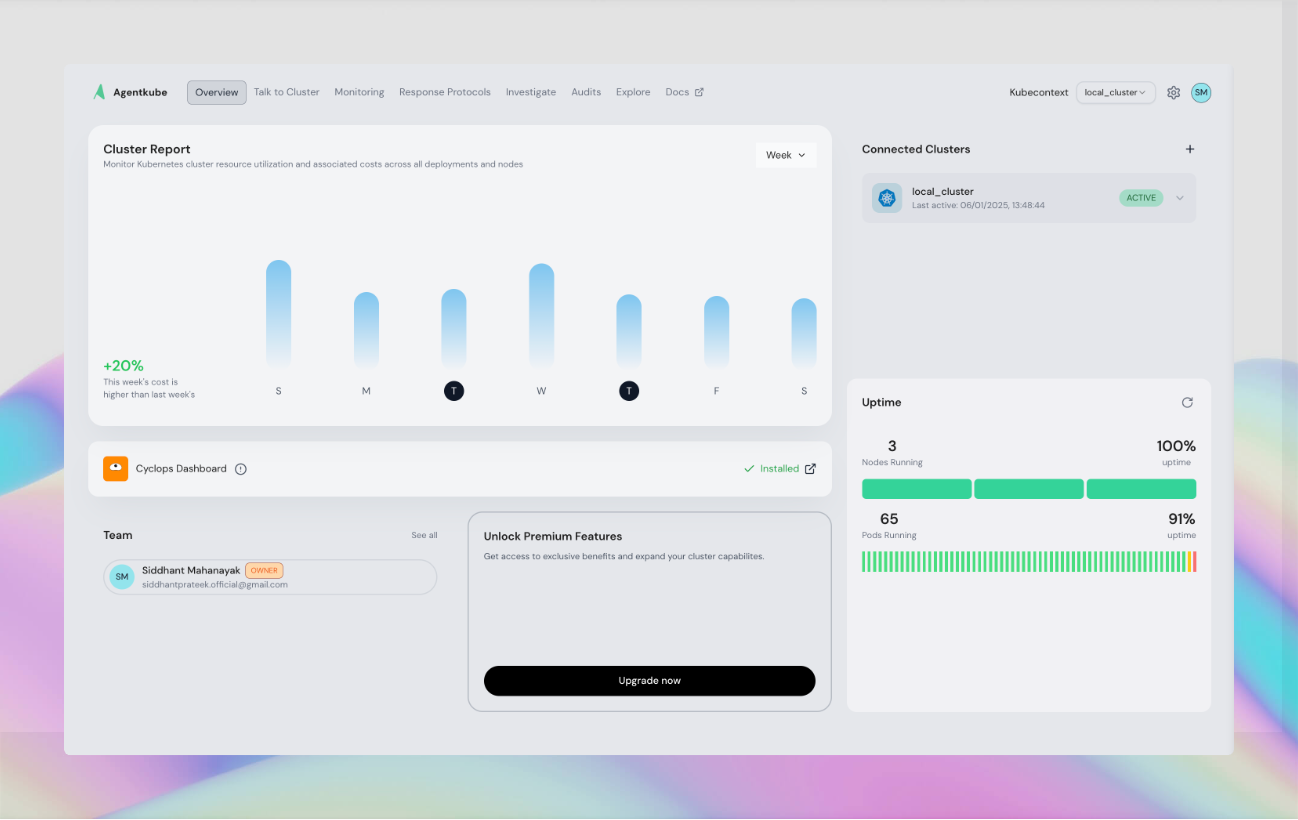 Agentkube
Overview
Talk to Cluster
Monitoring
Response Protocols
Investigate
Audits
Explore
Docs
Kubecontext
local_cluster
SM
Cluster Report
Monitor Kubernetes cluster resource utilization and associated costs across all deployments and nodes
Week
+20%
This week's cost is
higher than last week's
S
M
T
W
T
F
S
Cyclops Dashboard
Installed
Team
See all
SM
Siddhant Mahanayak
OWNER
siddhantprateek.official@gmail.com
Unlock Premium Features
Get access to exclusive benefits and expand your cluster capabilites.
Upgrade now
Connected Clusters
local_cluster
Last active: 06/01/2025, 13:48:44
ACTIVE
Uptime
3
Nodes Running
100%
uptime
65
Pods Running
91%
uptime